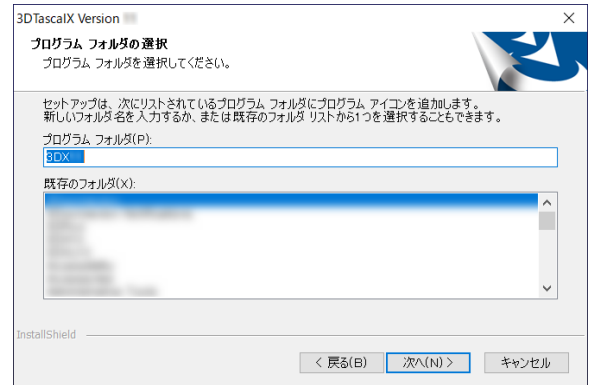 3DTascalX Version
プログラム フォルダの選択
プログラム フォルダを選択してください。
セットアップは、次にリストされているプログラム フォルダにプログラム アイコンを追加します。
新しいフォルダ名を入力するか、または既存のフォルダ リストから1つを選択することもできます。
プログラム フォルダ(P):
3DX
既存のフォルダ(X):
InstallShield
< 戻る(B) 次へ(N) > キャンセル